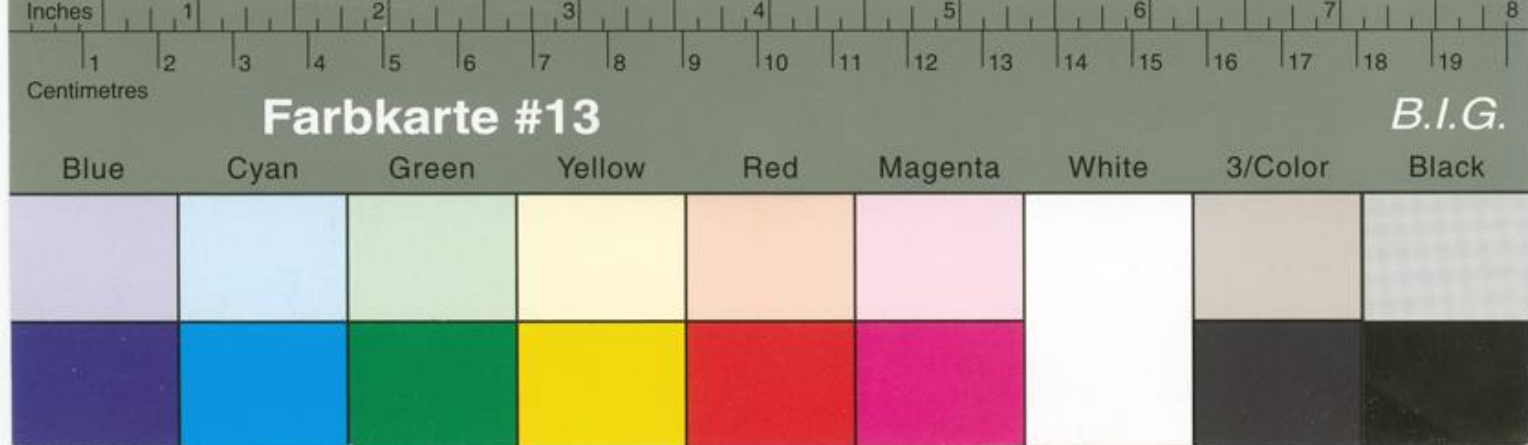 Inches 1 2 3 4 5 6 7 8
1 2 3 4 5 6 7 8 9 10 11 12 13 14 15 16 17 18 19
Centimetres
Farbkarte #13 B.I.G.
Blue Cyan Green Yellow Red Magenta White 3/Color Black